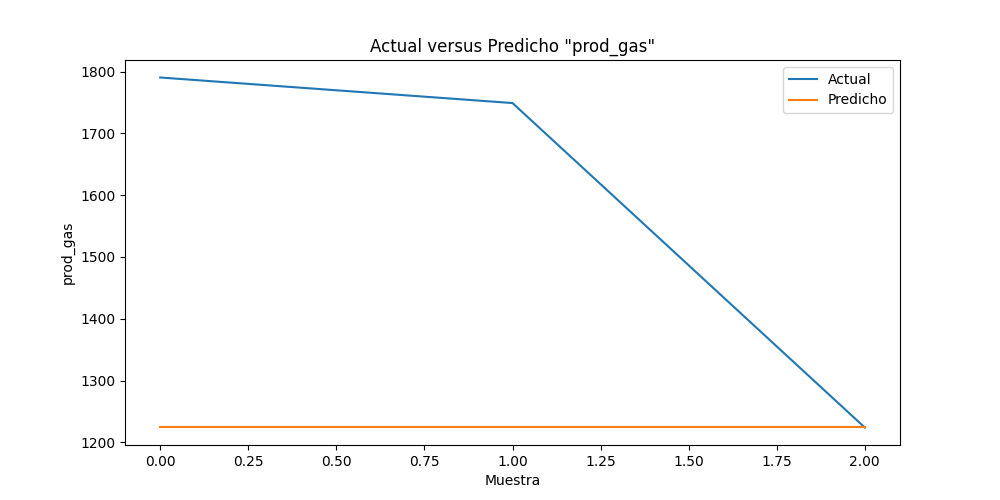 Actual versus Predicho "prod_gas"
Actual
Predicho
1800
1700
1600
1500
1400
1300
1200
prod_gas
0.00 0.25 0.50 0.75 1.00 1.25 1.50 1.75 2.00
Muestra